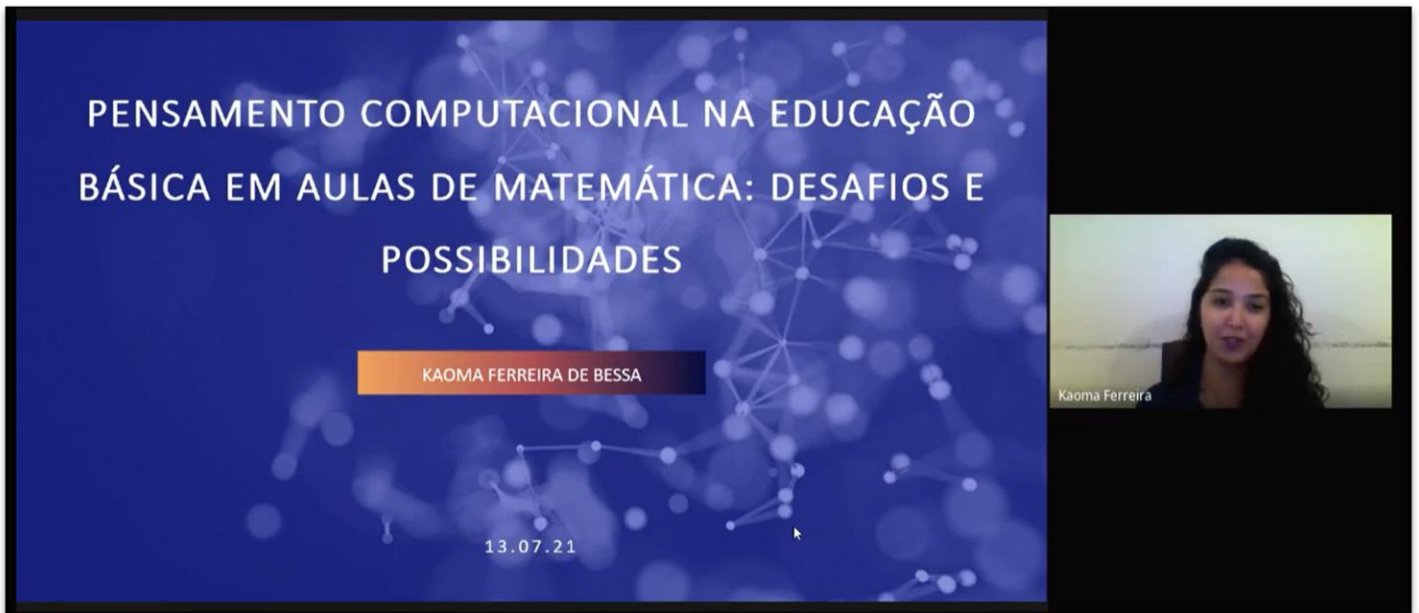 PENSAMENTO COMPUTACIONAL NA EDUCAÇÃO
BÁSICA EM AULAS DE MATEMÁTICA: DESAFIOS E
POSSIBILIDADES
KAOMA FERREIRA DE BESSA
Kaoma Ferreira
13.07.21